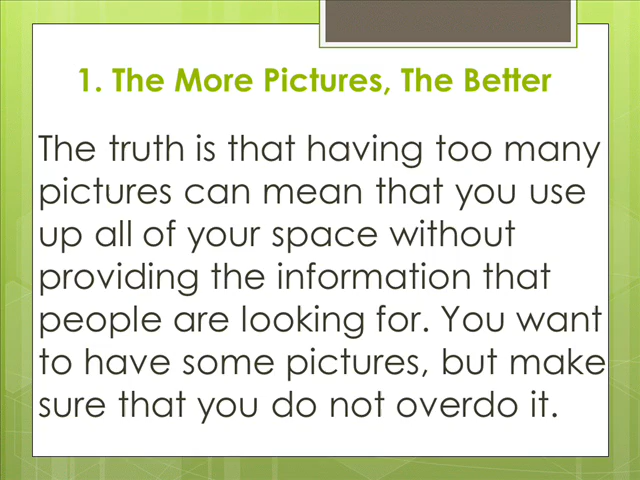 1. The More Pictures, The Better
The truth is that having too many
pictures can mean that you use
up all of your space without
providing the information that
people are looking for. You want
to have some pictures, but make
sure that you do not overdo it.